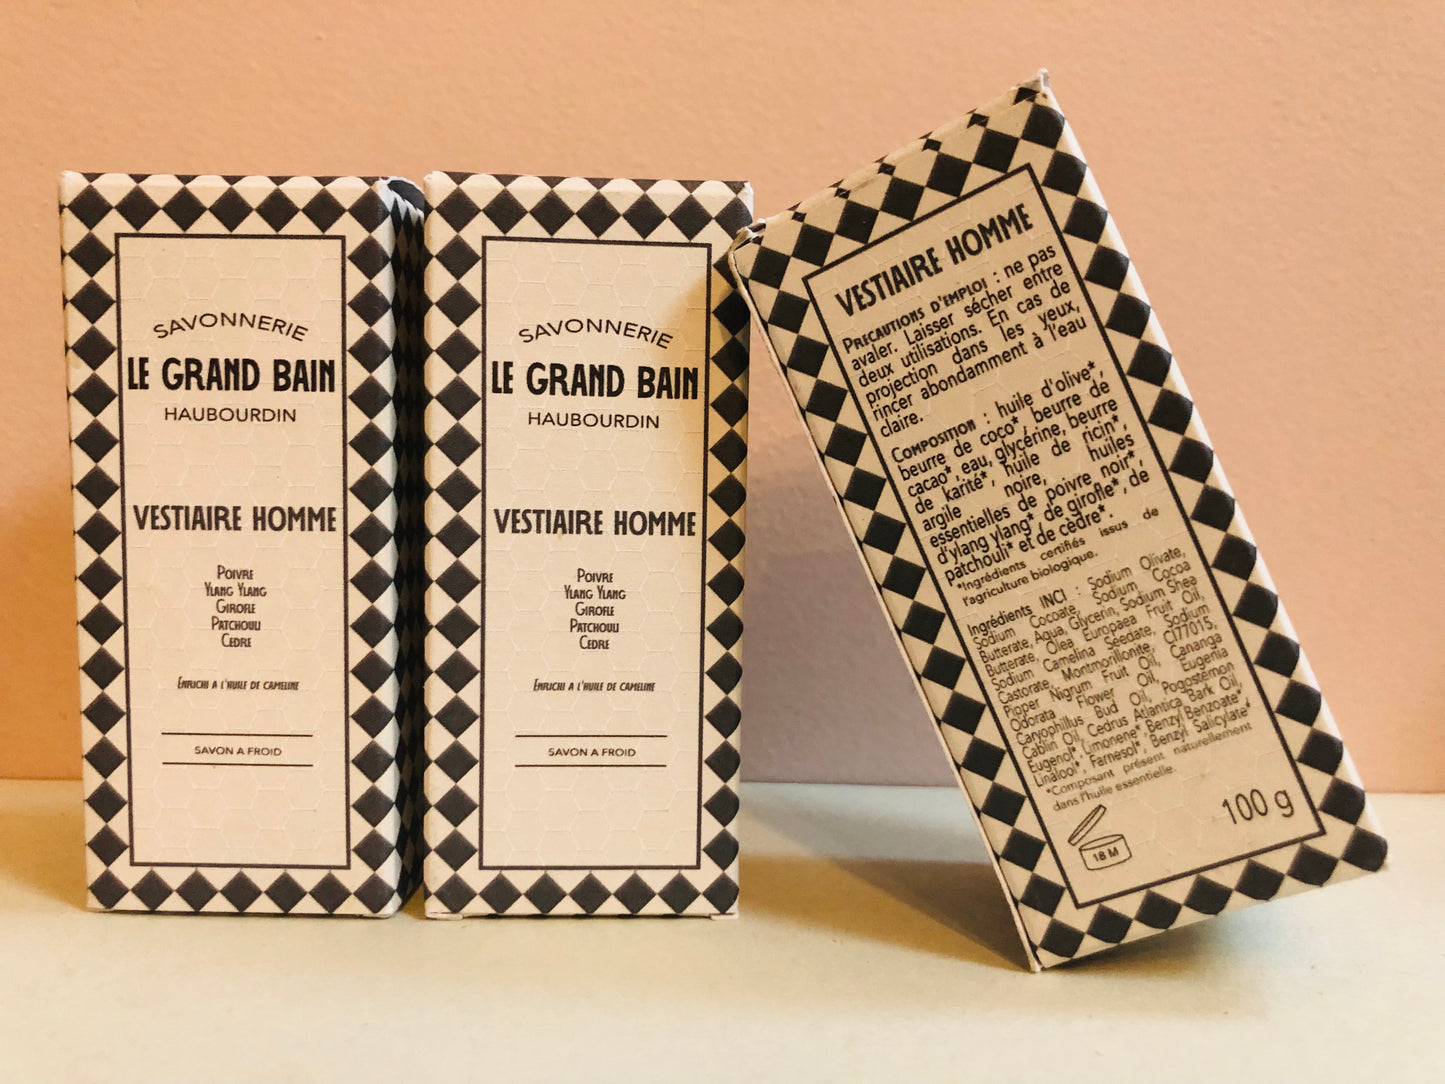 SAVONNERIE
LE GRAND BAIN
HAUBOURDIN
VESTIAIRE HOMME
POIVRE
YLANG YLANG
GIROFLE
PATCHOULI
CEDRE
ENRICHI A L'HUILE DE CAMELINE
SAVON A FROID
SAVONNERIE
LE GRAND BAIN
HAUBOURDIN
VESTIAIRE HOMME
POIVRE
YLANG YLANG
GIROFLE
PATCHOULI
CEDRE
ENRICHI A L'HUILE DE CAMELINE
SAVON A FROID
VESTIAIRE HOMME
PRECAUTIONS D'EMPLOI : ne pas
avaler. Laisser sécher entre
deux utilisations. En cas de
projection dans les yeux,
rincer abondamment à l'eau
claire.
COMPOSITION : huile d'olive*,
beurre de coco*, beurre de
cacao*, eau, glycérine, beurre
de karité*, huile de ricin*,
argile noire, huiles
essentielles de poivre noir*,
d'ylang ylang* de girofle*, de
patchouli* et de cèdre*.
*Ingrédients certifiés issus de
l'agriculture biologique.
Ingrédients INCI : Sodium Olivate,
Sodium Cocoate, Sodium Cocoa
Butterate, Aqua, Glycerin, Sodium Shea
Butterate, Olea Europaea Fruit Oil,
Sodium Camelina Seedate, Sodium
Castorate, Montmorillonite, CI77015,
Pipper Nigrum Fruit Oil, Cananga
Odorata Flower Oil, Eugenia
Caryophillus Bud Oil, Pogostemon
Cablin Oil, Cedrus Atlantica Bark Oil,
Eugenol*, Limonene*, Benzyl Benzoate*,
Linalool*, Farnesol*, Benzyl Salicylate*
*Composant présent naturellement
dans l'huile essentielle.
18 M
100 g